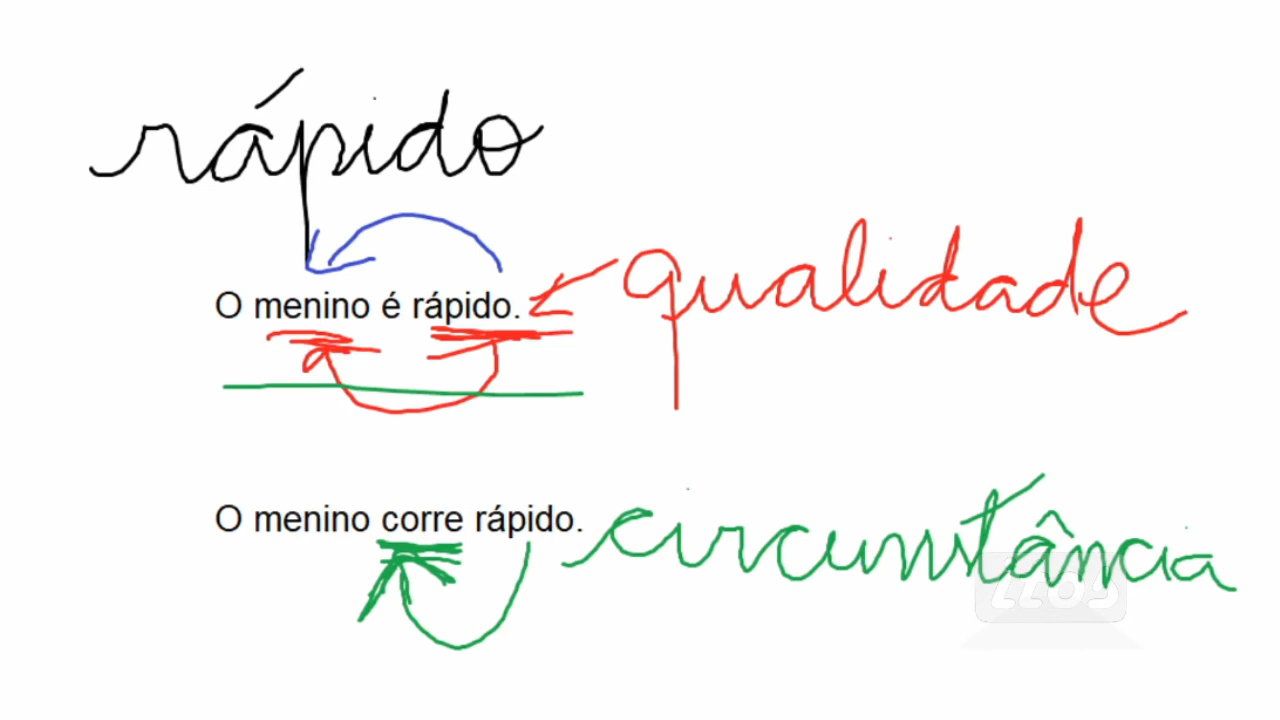 rápido
O menino é rápido.
qualidade
O menino corre rápido.
circunstância